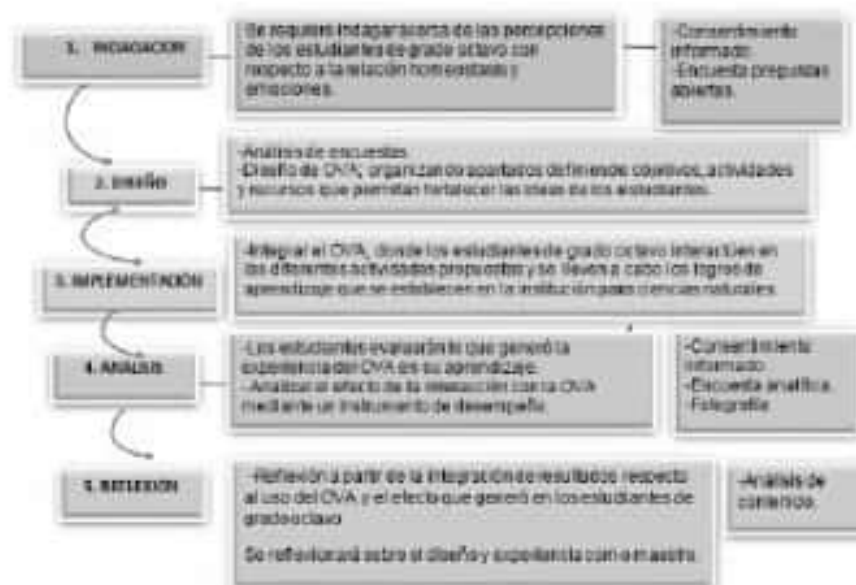 1. INDAGACION
-Se requiere indagar acerca de las percepciones
de los estudiantes de grado octavo con
respecto a la relación homeostasis y
emociones.
-Consentimiento
informado
-Encuesta preguntas
abiertas.
2. DISEÑO
-Análisis de encuestas
-Diseño de OVA, organizando apartados definiendo objetivos, actividades
y recursos que permitan fortalecer las ideas de los estudiantes.
3. IMPLEMENTACIÓN
-Integrar el OVA, donde los estudiantes de grado octavo interactúen en
las diferentes actividades propuestas y se lleven a cabo los logros de
aprendizaje que se establecen en la institución para ciencias naturales.
4. ANÁLISIS
-Los estudiantes evaluarán lo que generó la
experiencia del OVA en su aprendizaje.
-Analizar el efecto de la interacción con la OVA
mediante un instrumento de desempeño.
-Consentimiento
informado
-Encuesta analítica.
-Fotografía
5. REFLEXIÓN
-Reflexión a partir de la integración de resultados respecto
al uso del OVA y el efecto que generó en los estudiantes de
grado octavo
Se reflexionará sobre el diseño y experiencia como maestro.
-Análisis de
contenido.